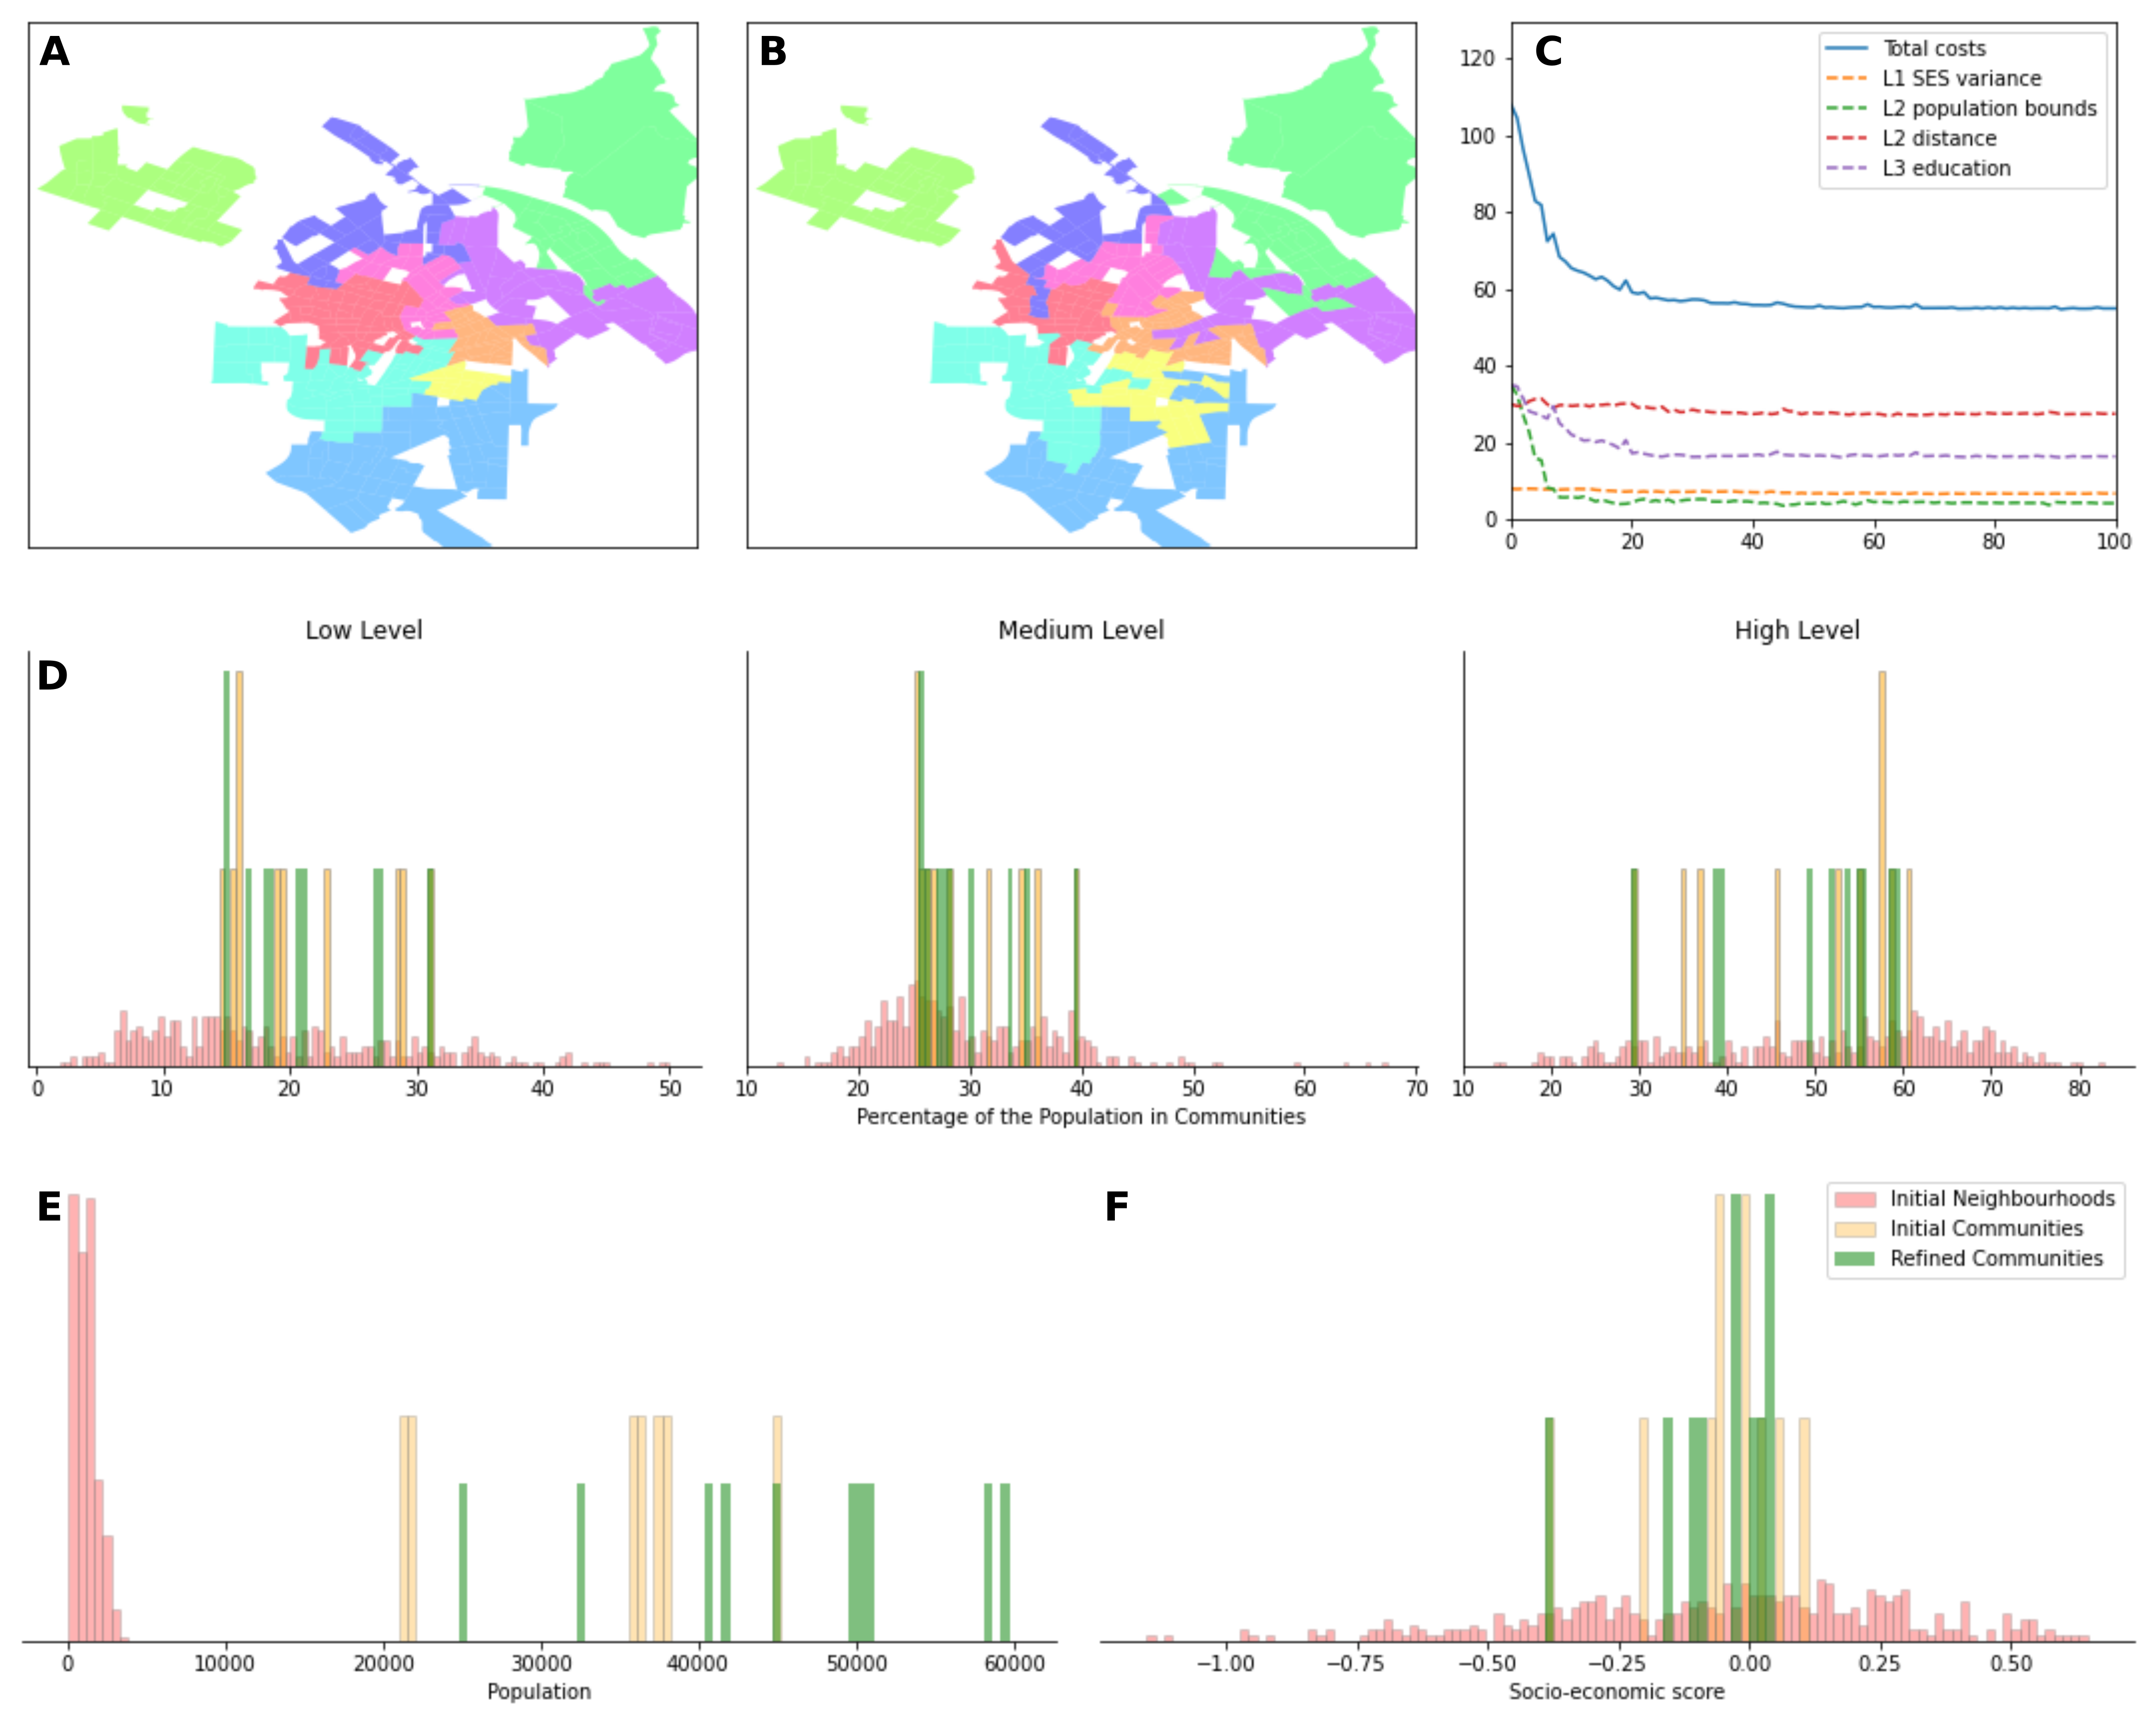 A
B
C
120
100
80
60
40
20
0
Total costs
L1 SES variance
L2 population bounds
L2 distance
L3 education
0 20 40 60 80 100
Low Level
Medium Level
High Level
D
0 10 20 30 40 50
10 20 30 40 50 60 70
10 20 30 40 50 60 70 80
Percentage of the Population in Communities
E
F
Initial Neighbourhoods
Initial Communities
Refined Communities
0 10000 20000 30000 40000 50000 60000
−1.00 −0.75 −0.50 −0.25 0.00 0.25 0.50
Population
Socio-economic score